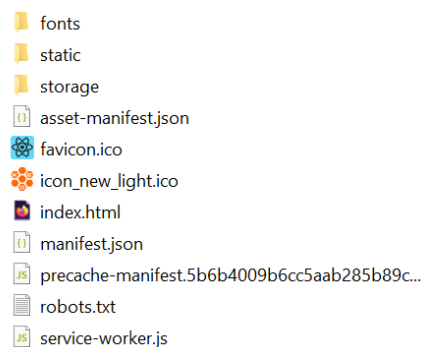 fonts
static
storage
asset-manifest.json
favicon.ico
icon_new_light.ico
index.html
manifest.json
precache-manifest.5b6b4009b6cc5aab285b89c...
robots.txt
service-worker.js